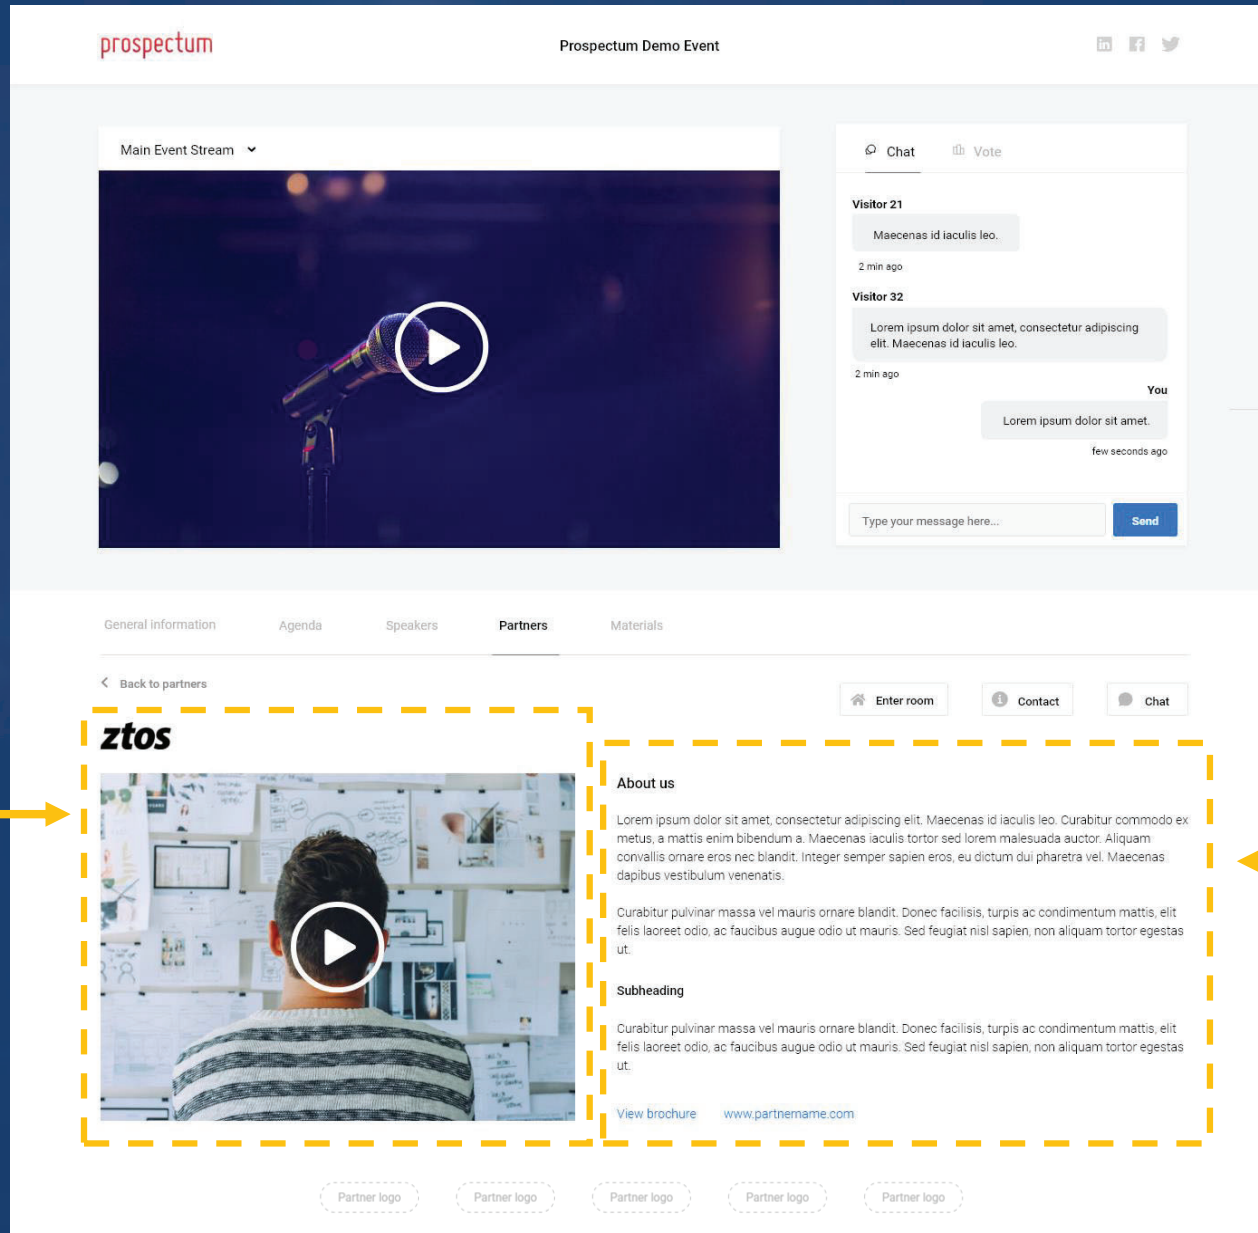 prospectum
Prospectum Demo Event
Main Event Stream
Chat
Vote
Visitor 21
Maecenas id iaculis leo.
2 min ago
Visitor 32
Lorem ipsum dolor sit amet, consectetur adipiscing
elit. Maecenas id iaculis leo.
2 min ago
You
Lorem ipsum dolor sit amet.
few seconds ago
Type your message here...
Send
General information
Agenda
Speakers
Partners
Materials
Back to partners
Enter room
Contact
Chat
ztos
About us
Lorem ipsum dolor sit amet, consectetur adipiscing elit. Maecenas id iaculis leo. Curabitur commodo ex
metus, a mattis enim bibendum a. Maecenas iaculis tortor sed lorem malesuada auctor. Aliquam
convallis ornare eros nec blandit. Integer semper sapien eros, eu dictum dui pharetra vel. Maecenas
dapibus vestibulum venenatis.
Curabitur pulvinar massa vel mauris ornare blandit. Donec facilisis, turpis ac condimentum mattis, elit
felis laoreet odio, ac faucibus augue odio ut mauris. Sed feugiat nisl sapien, non aliquam tortor egestas
ut.
Subheading
Curabitur pulvinar massa vel mauris ornare blandit. Donec facilisis, turpis ac condimentum mattis, elit
felis laoreet odio, ac faucibus augue odio ut mauris. Sed feugiat nisl sapien, non aliquam tortor egestas
ut.
View brochure
www.partnername.com
Partner logo
Partner logo
Partner logo
Partner logo
Partner logo